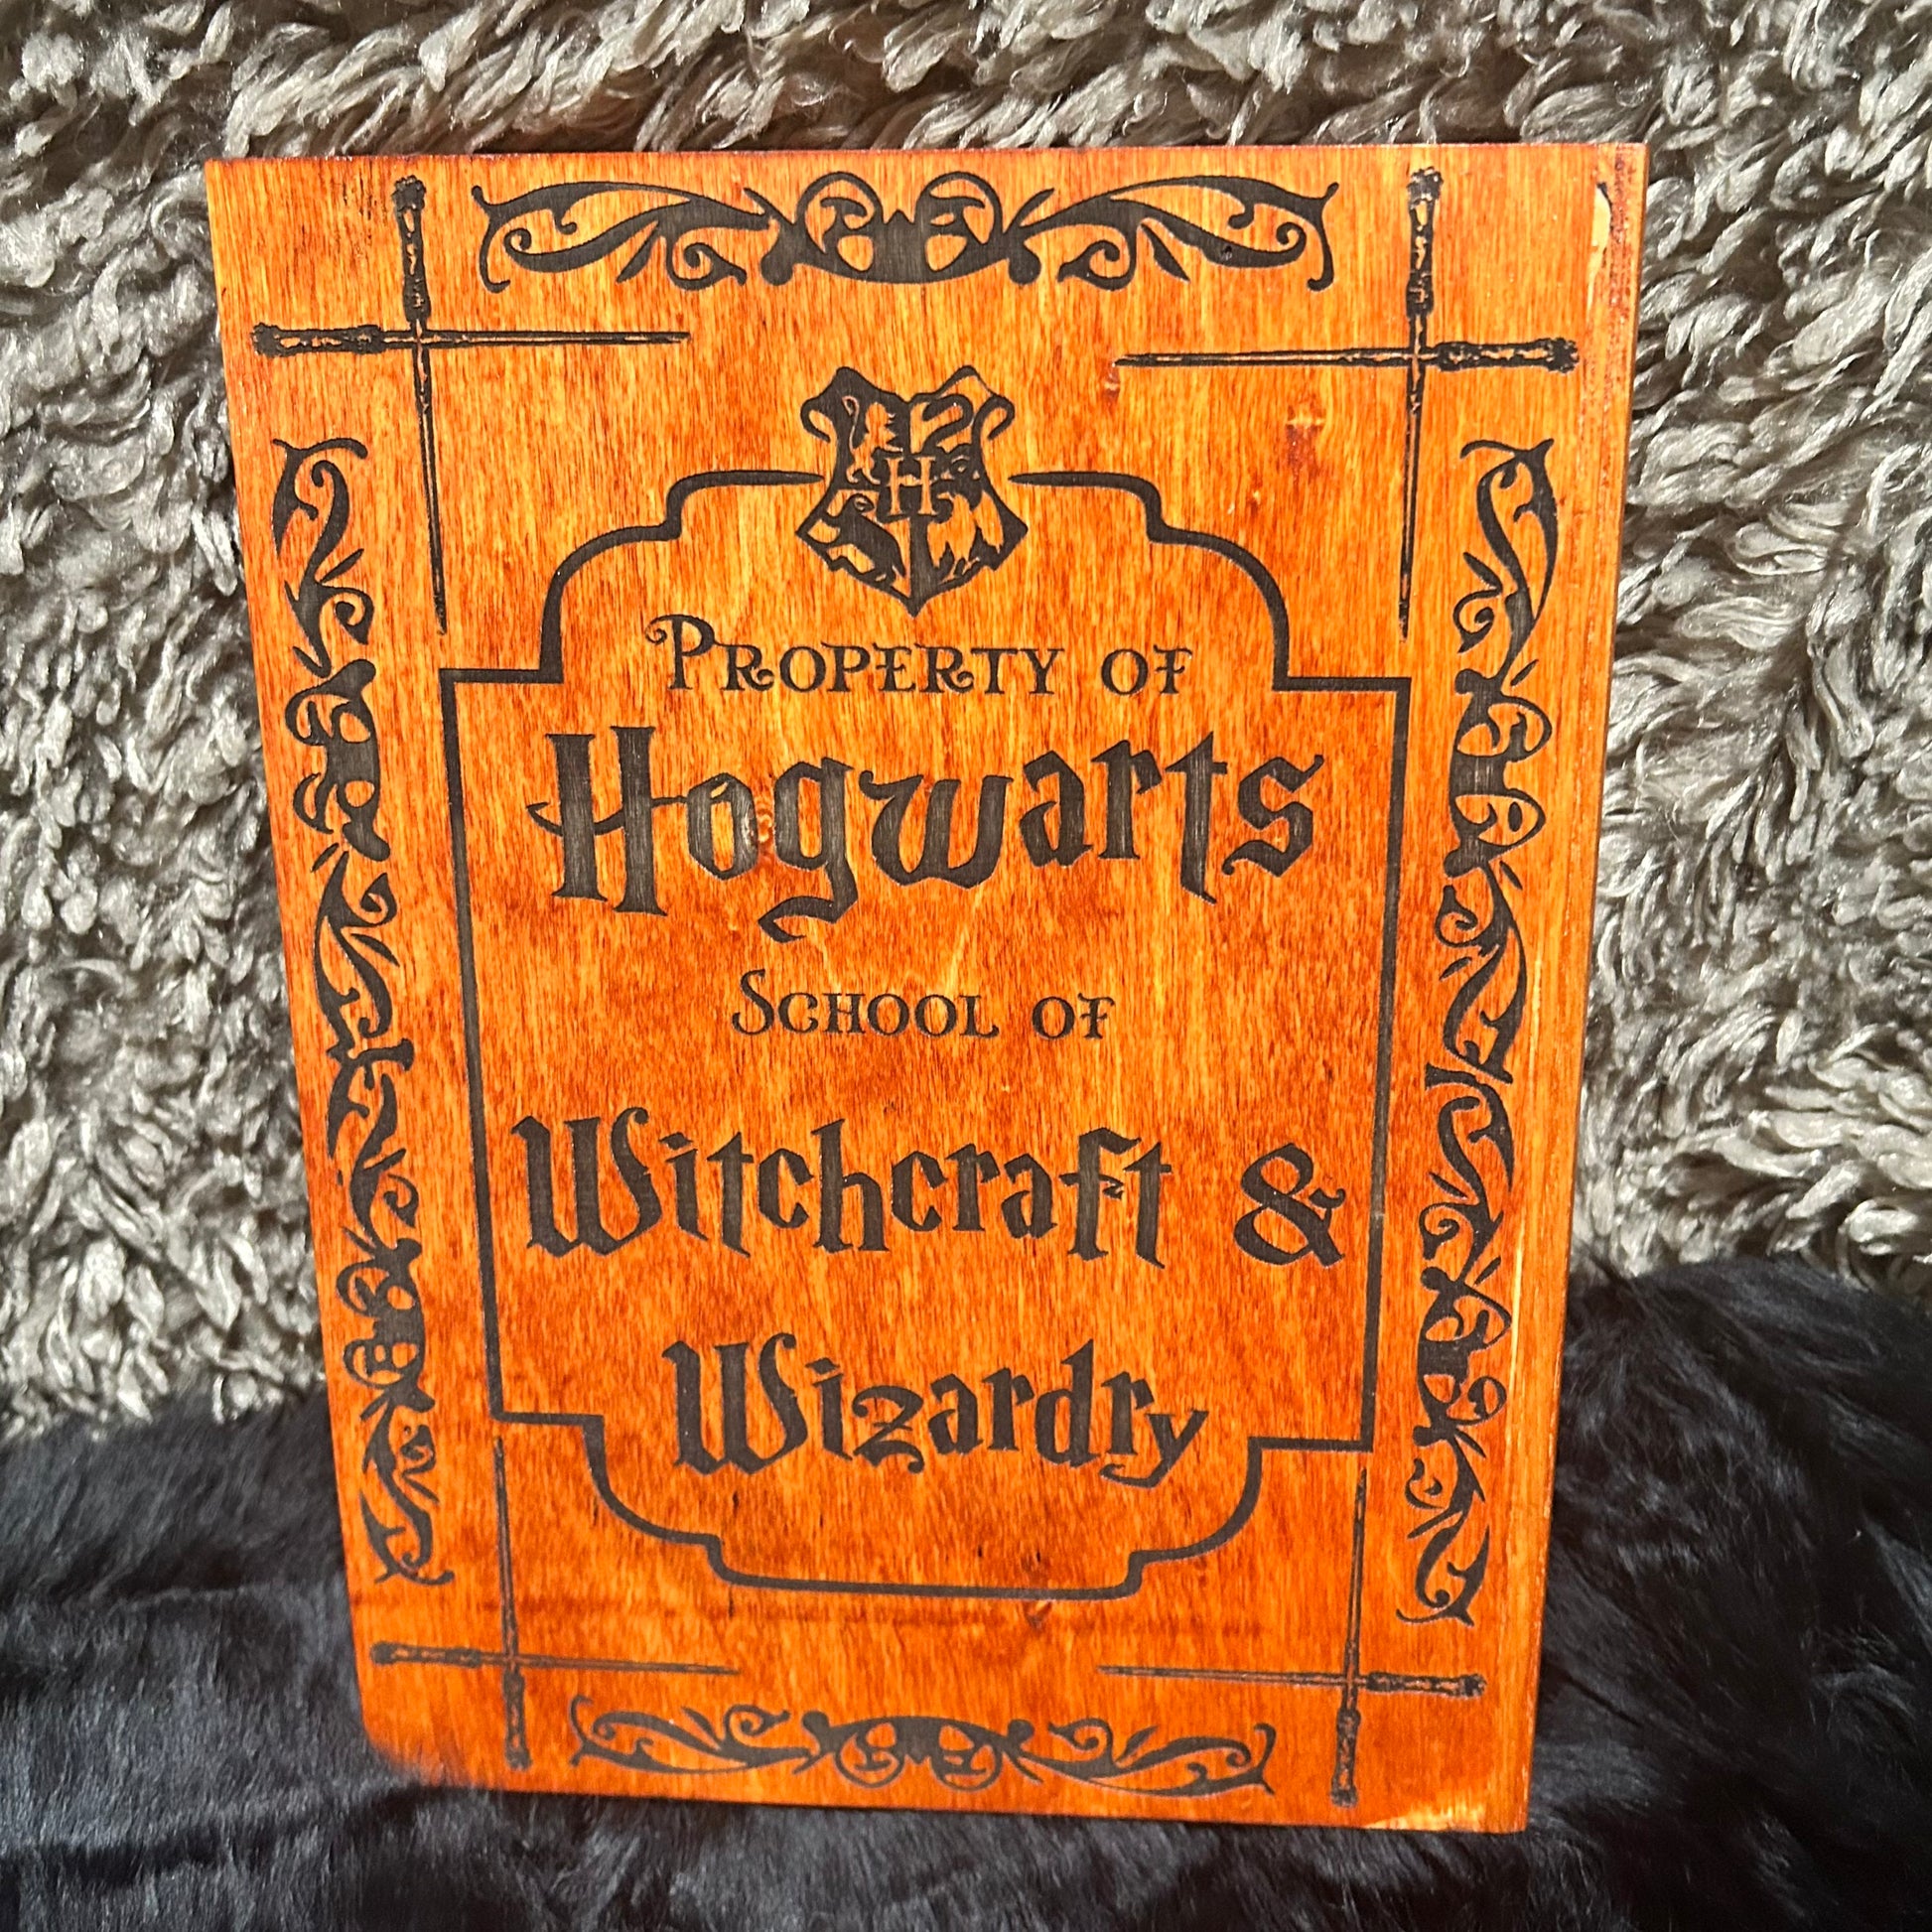 H
Property of
Hogwarts
School of
Witchcraft &
Wizardry